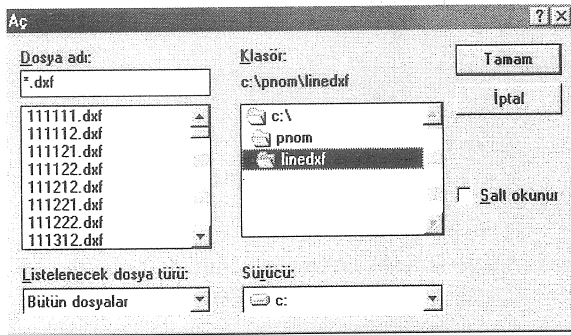 Aç
Dosya adı:
*.dxf
111111.dxf
111112.dxf
111121.dxf
111122.dxf
111212.dxf
111221.dxf
111222.dxf
111312.dxf
Listelenecek dosya türü:
Bütün dosyalar
Klasör:
c:\pnom\linedxf
c:\
pnom
linedxf
Sürücü:
c:
Tamam
İptal
Salt okunur